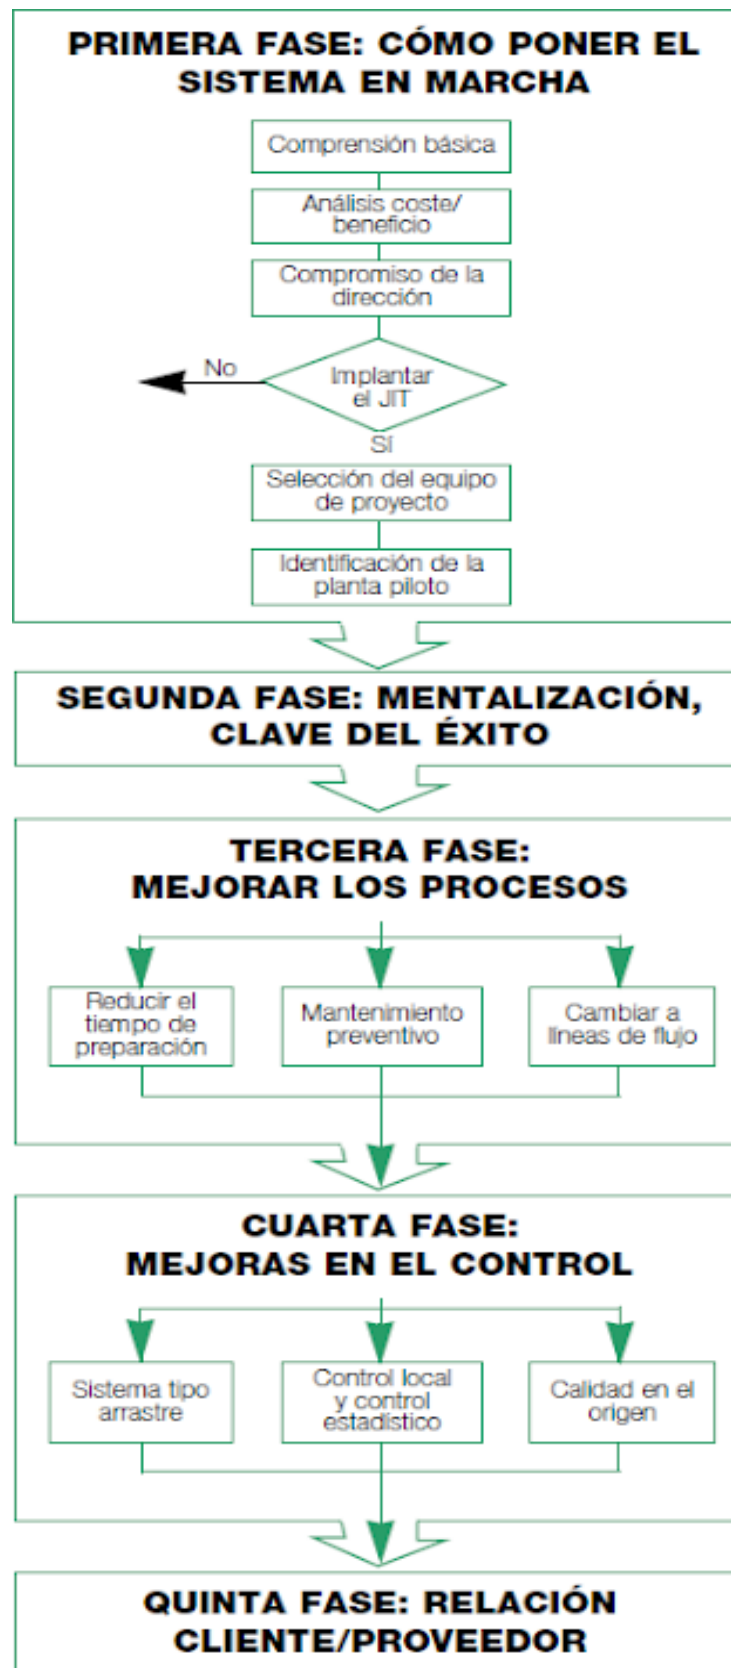 PRIMERA FASE: CÓMO PONER EL
SISTEMA EN MARCHA
Comprensión básica
Análisis coste/
beneficio
Compromiso de la
dirección
No
Implantar
el JIT
Sí
Selección del equipo
de proyecto
Identificación de la
planta piloto
SEGUNDA FASE: MENTALIZACIÓN,
CLAVE DEL ÉXITO
TERCERA FASE:
MEJORAR LOS PROCESOS
Reducir el
tiempo de
preparación
Mantenimiento
preventivo
Cambiar a
líneas de flujo
CUARTA FASE:
MEJORAS EN EL CONTROL
Sistema tipo
arrastre
Control local
y control
estadístico
Calidad en el
origen
QUINTA FASE: RELACIÓN
CLIENTE/PROVEEDOR